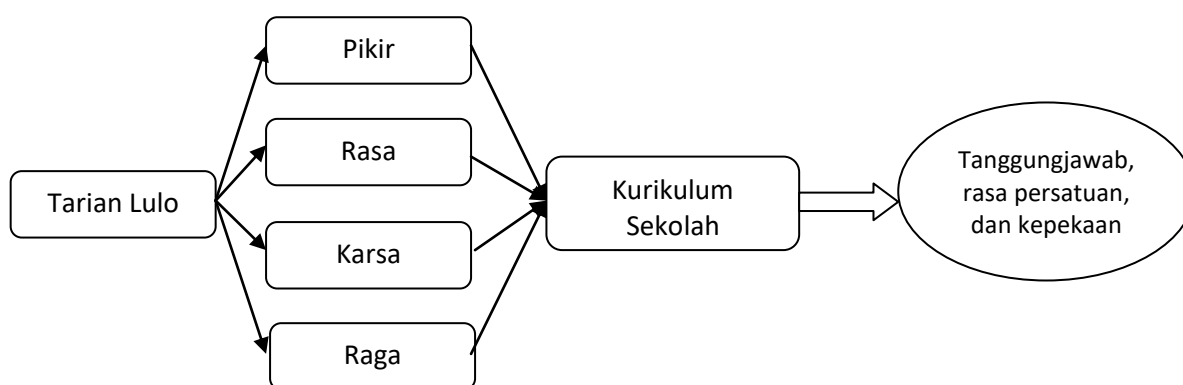 Tarian Lulo
Pikir
Rasa
Karsa
Raga
Kurikulum
Sekolah
Tanggungjawab,
rasa persatuan,
dan kepekaan